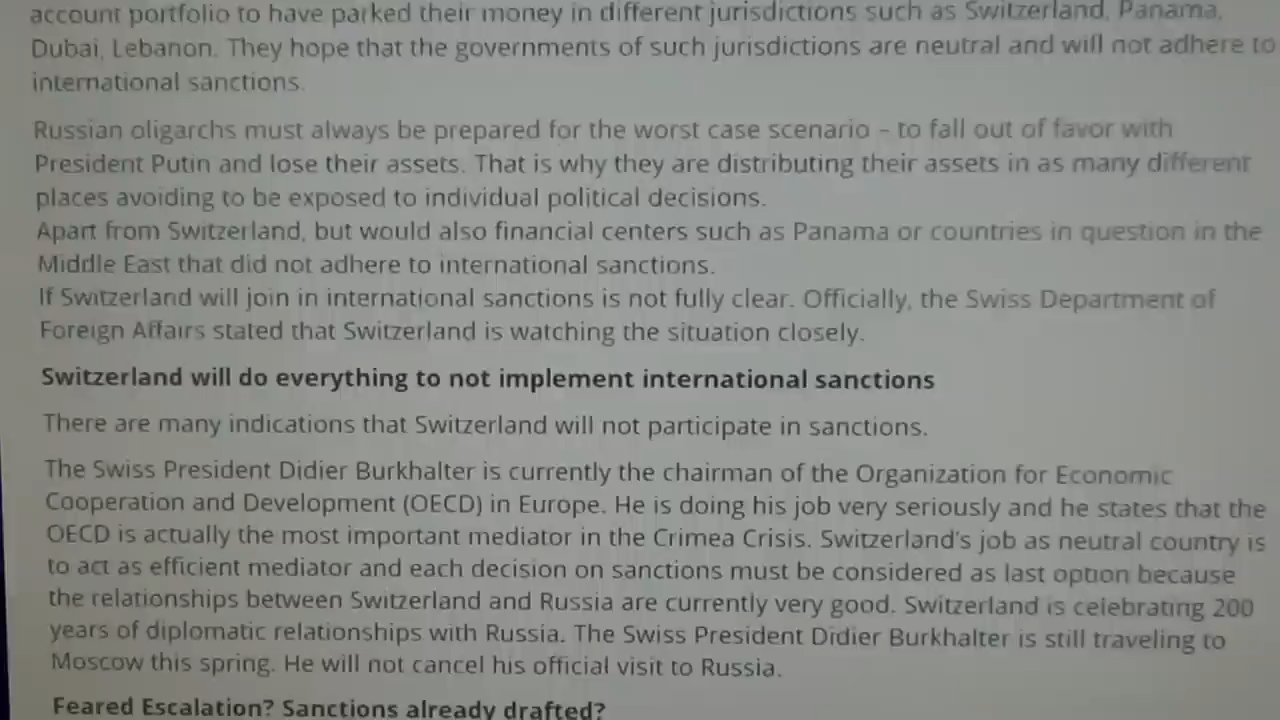 account portfolio to have parked their money in different jurisdictions such as Switzerland, Panama,
Dubai, Lebanon. They hope that the governments of such jurisdictions are neutral and will not adhere to
international sanctions.
Russian oligarchs must always be prepared for the worst case scenario – to fall out of favor with
President Putin and lose their assets. That is why they are distributing their assets in as many different
places avoiding to be exposed to individual political decisions.
Apart from Switzerland, but would also financial centers such as Panama or countries in question in the
Middle East that did not adhere to international sanctions.
If Switzerland will join in international sanctions is not fully clear. Officially, the Swiss Department of
Foreign Affairs stated that Switzerland is watching the situation closely.
Switzerland will do everything to not implement international sanctions
There are many indications that Switzerland will not participate in sanctions.
The Swiss President Didier Burkhalter is currently the chairman of the Organization for Economic
Cooperation and Development (OECD) in Europe. He is doing his job very seriously and he states that the
OECD is actually the most important mediator in the Crimea Crisis. Switzerland's job as neutral country is
to act as efficient mediator and each decision on sanctions must be considered as last option because
the relationships between Switzerland and Russia are currently very good. Switzerland is celebrating 200
years of diplomatic relationships with Russia. The Swiss President Didier Burkhalter is still traveling to
Moscow this spring. He will not cancel his official visit to Russia.
Feared Escalation? Sanctions already drafted?